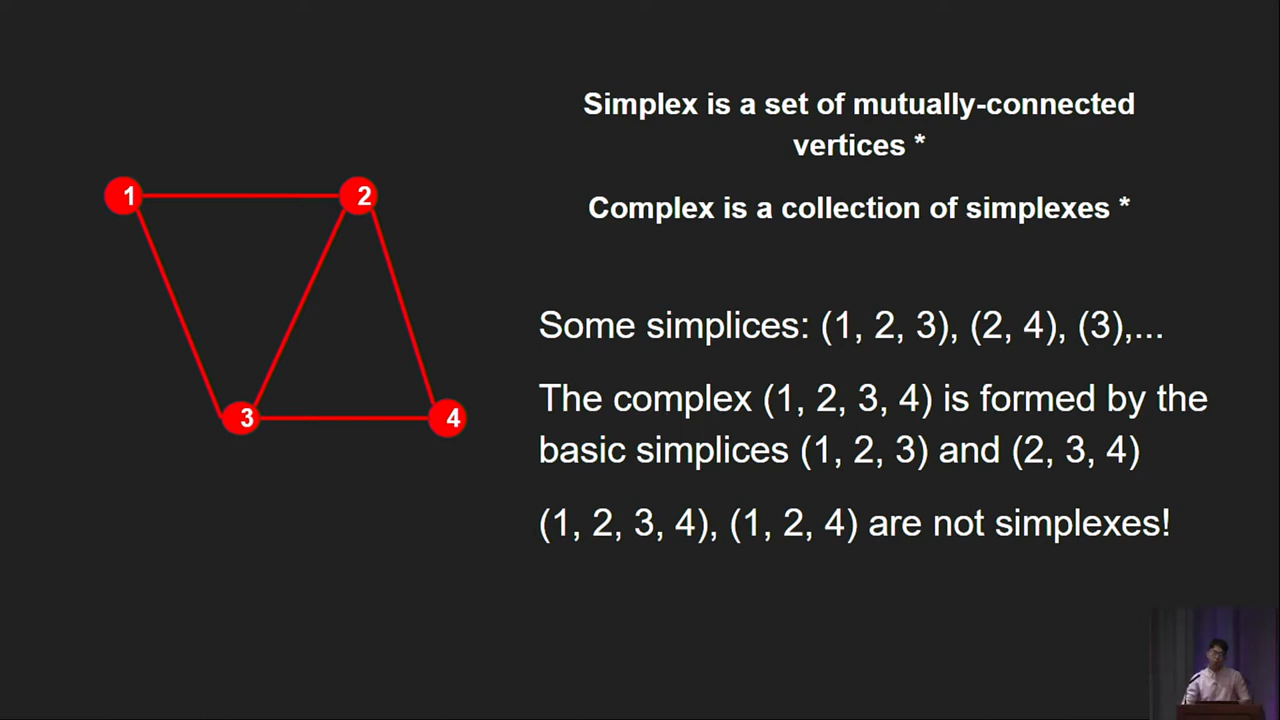 Simplex is a set of mutually-connected
vertices *
Complex is a collection of simplexes *
1
2
3
4
Some simplices: (1, 2, 3), (2, 4), (3),...
The complex (1, 2, 3, 4) is formed by the
basic simplices (1, 2, 3) and (2, 3, 4)
(1, 2, 3, 4), (1, 2, 4) are not simplexes!